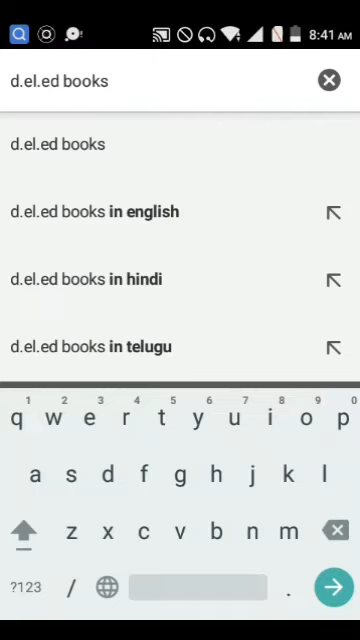 8:41 AM
d.el.ed books
d.el.ed books
d.el.ed books in english
d.el.ed books in hindi
d.el.ed books in telugu
1 2 3 4 5 6 7 8 9 0
q w e r t y u i o p
a s d f g h j k l
z x c v b n m
?123 / .